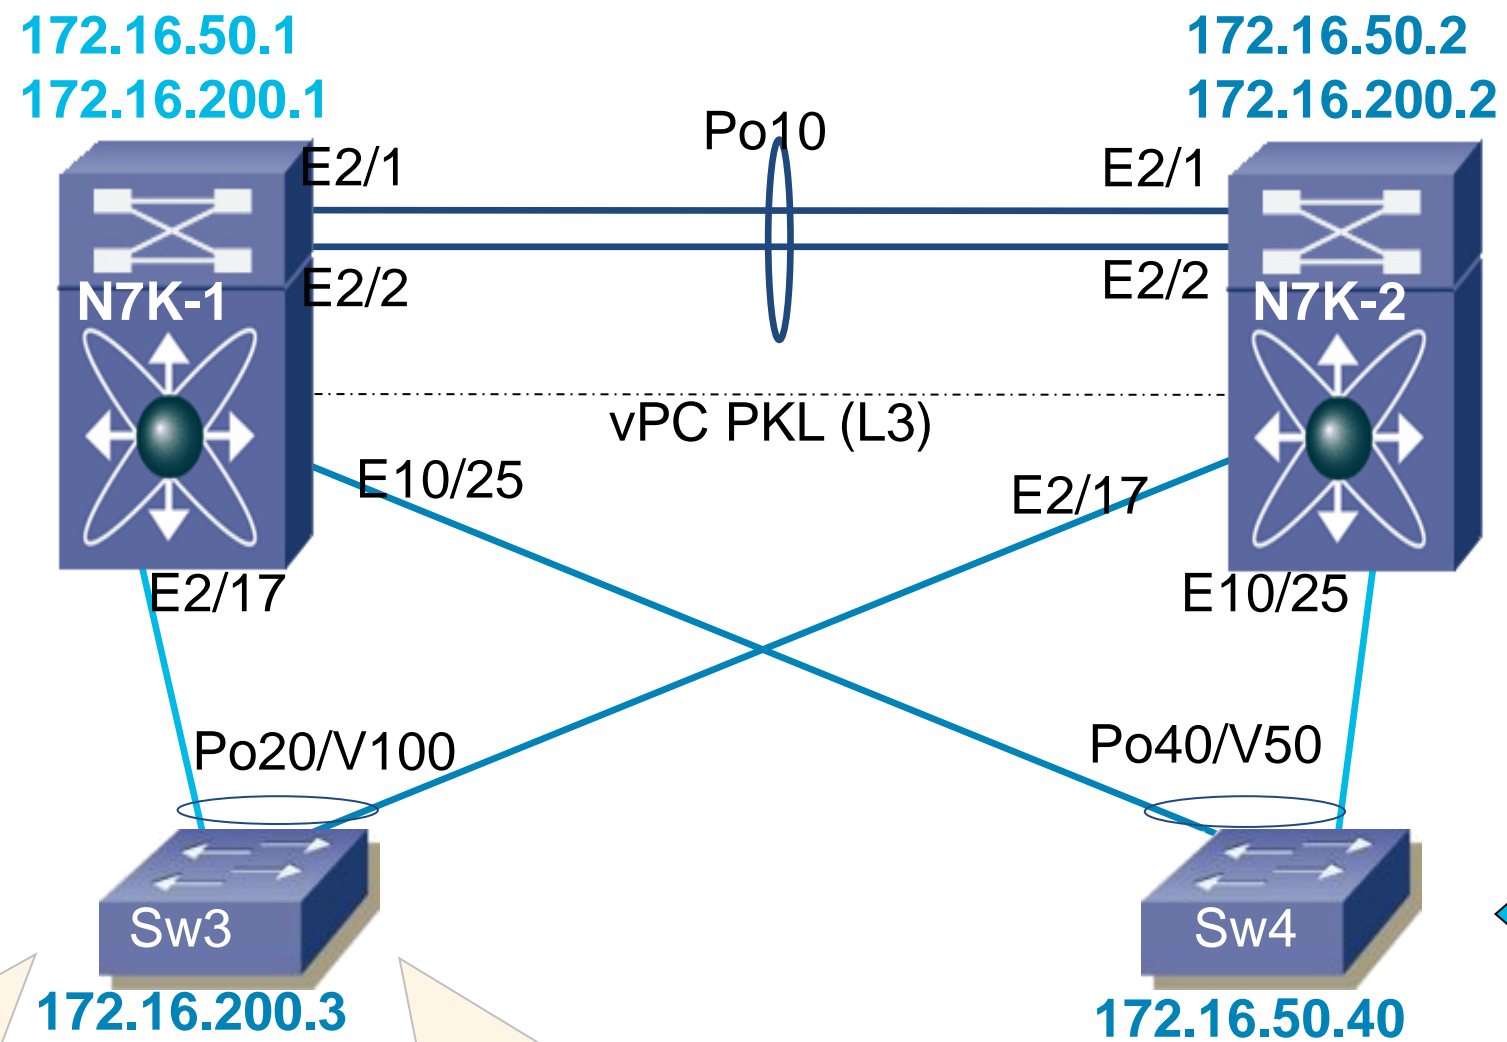 172.16.50.1
172.16.200.1
172.16.50.2
172.16.200.2
Po10
E2/1
E2/1
E2/2
E2/2
N7K-1
N7K-2
vPC PKL (L3)
E10/25
E2/17
E2/17
E10/25
Po20/V100
Po40/V50
Sw3
Sw4
172.16.200.3
172.16.50.40